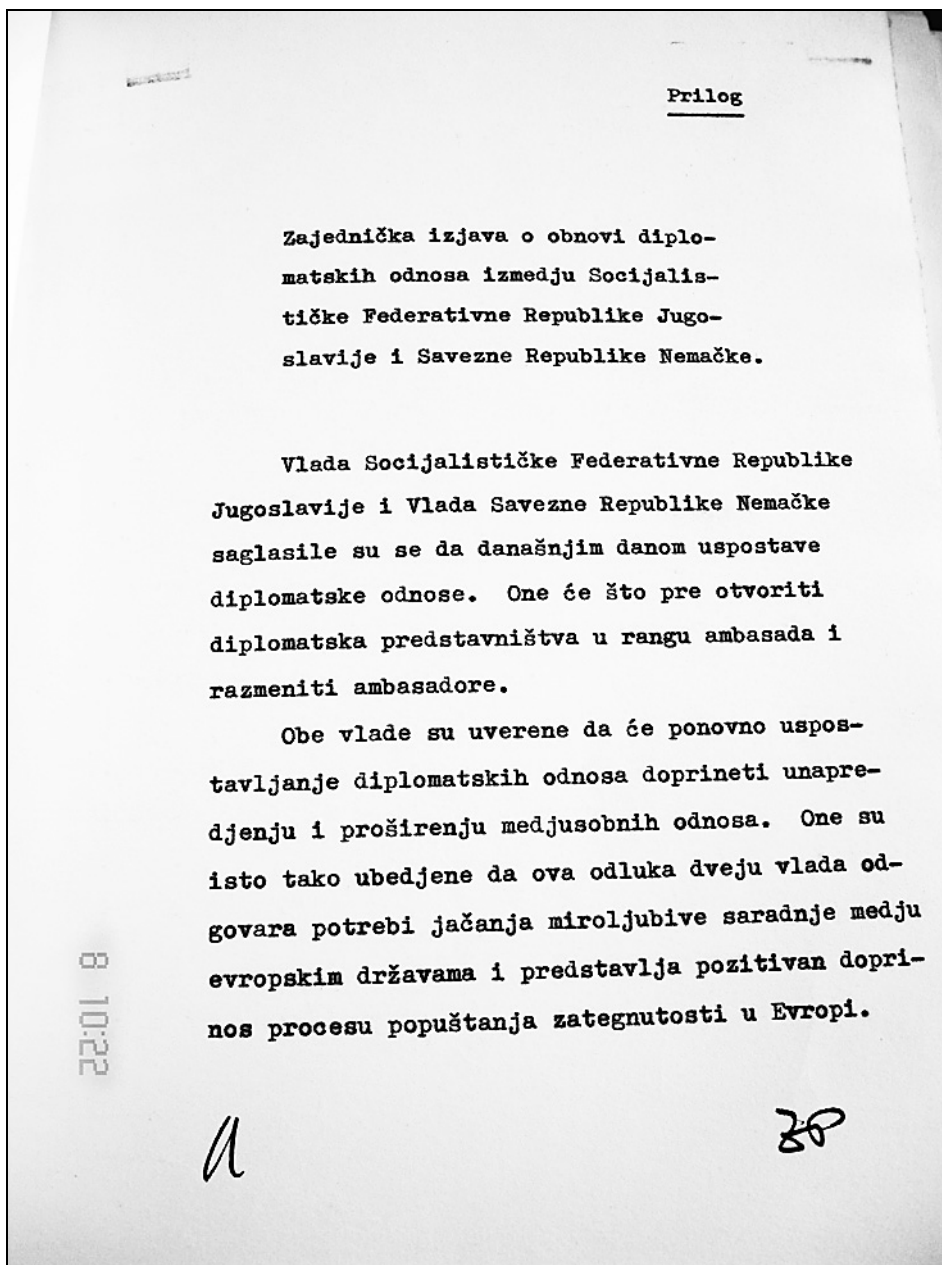 Prilog
Zajednička izjava o obnovi diplo-
matskih odnosa izmedju Socijalis-
tičke Federativne Republike Jugo-
slavije i Savezne Republike Nemačke.
Vlada Socijalističke Federativne Republike
Jugoslavije i Vlada Savezne Republike Nemačke
saglasile su se da današnjim danom uspostave
diplomatske odnose. One će što pre otvoriti
diplomatska predstavništva u rangu ambasada i
razmeniti ambasadore.
Obe vlade su uverene da će ponovno uspos-
tavljanje diplomatskih odnosa doprineti unapre-
djenju i proširenju medjusobnih odnosa. One su
isto tako ubedjene da ova odluka dveju vlada od-
govara potrebi jačanja miroljubive saradnje medju
evropskim državama i predstavlja pozitivan dopri-
nos procesu popuštanja zategnutosti u Evropi.
8 10:22